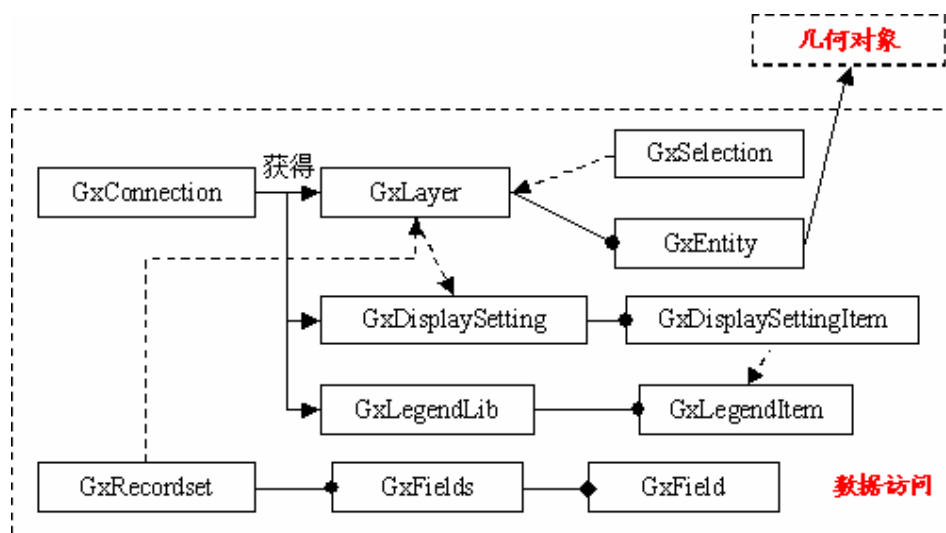 几何对象
获得
GxSelection
GxConnection
GxLayer
GxEntity
GxDisplaySetting
GxDisplaySettingItem
GxLegendLib
GxLegendItem
GxRecordset
GxFields
GxField
数据访问